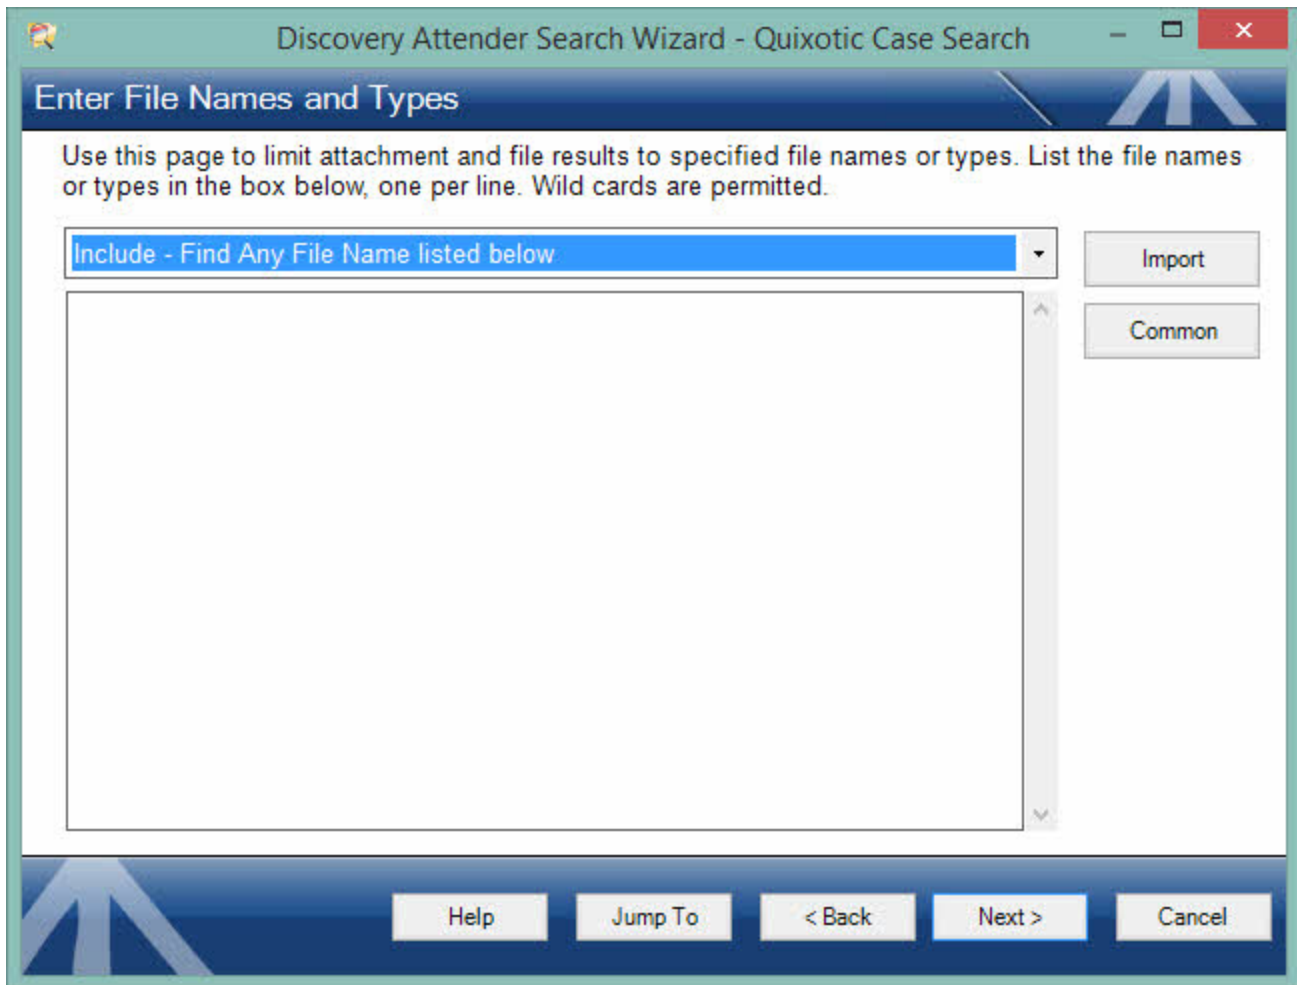 Discovery Attender Search Wizard - Quixotic Case Search
Enter File Names and Types
Use this page to limit attachment and file results to specified file names or types. List the file names
or types in the box below, one per line. Wild cards are permitted.
Include - Find Any File Name listed below
Import
Common
Help
Jump To
< Back
Next >
Cancel